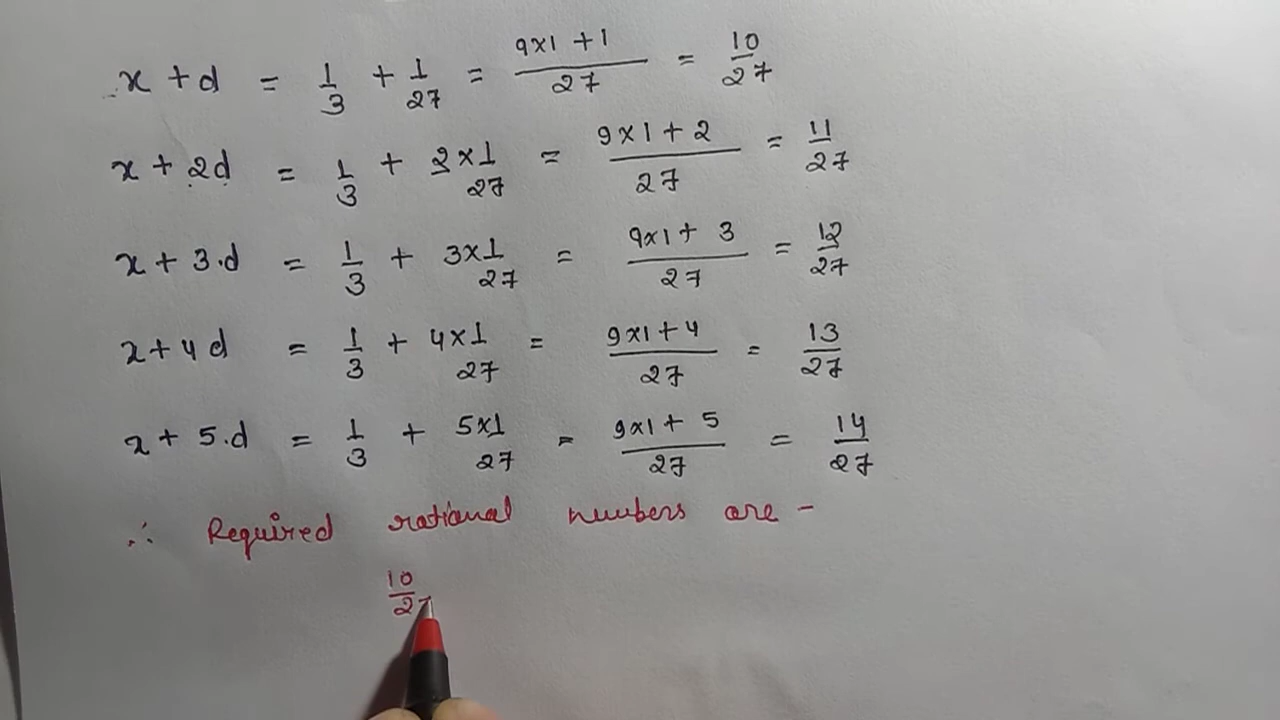 x + d = 1/3 + 1/27 = (9x1 + 1)/27 = 10/27
x + 2d = 1/3 + 2x1/27 = (9x1 + 2)/27 = 11/27
x + 3.d = 1/3 + 3x1/27 = (9x1 + 3)/27 = 12/27
x + 4d = 1/3 + 4x1/27 = (9x1 + 4)/27 = 13/27
x + 5.d = 1/3 + 5x1/27 = (9x1 + 5)/27 = 14/27
∴ Required rational numbers are -
10/27